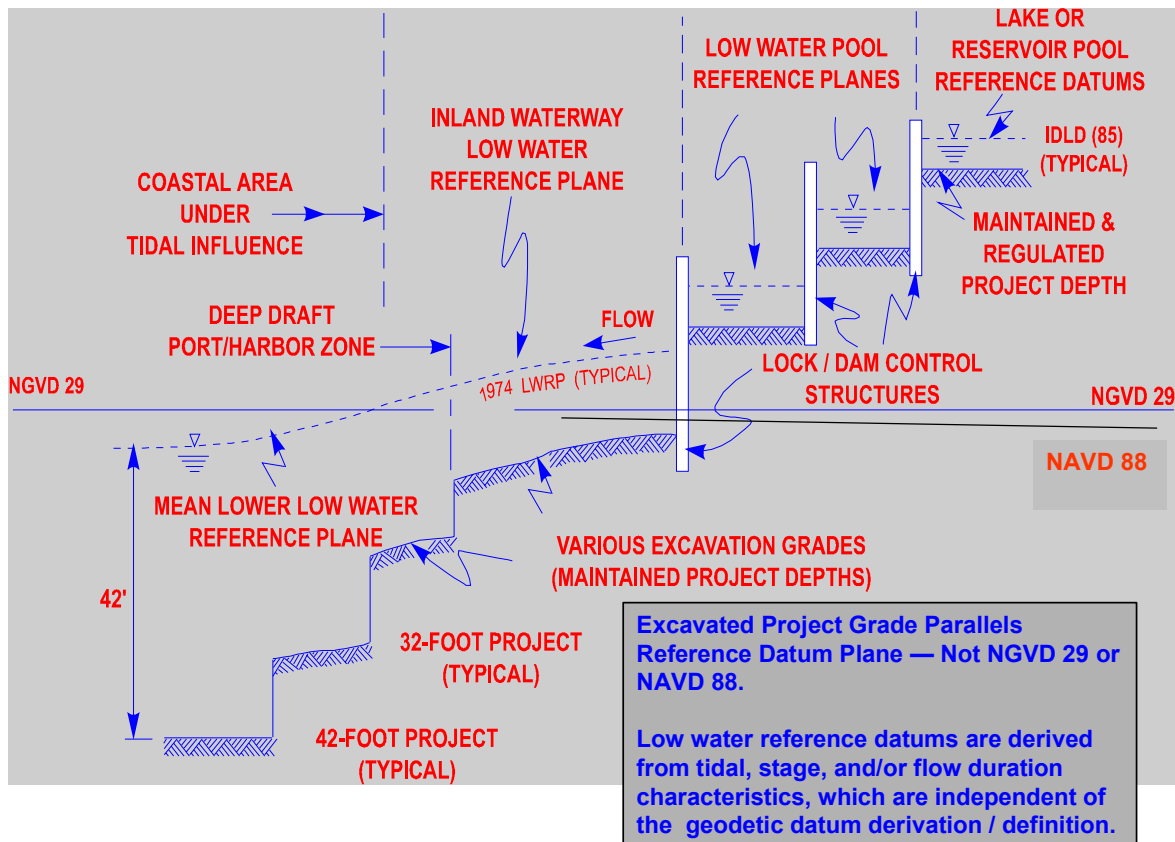 LAKE OR
RESERVOIR POOL
REFERENCE DATUMS
LOW WATER POOL
REFERENCE PLANES
INLAND WATERWAY
LOW WATER
REFERENCE PLANE
IDLD (85)
(TYPICAL)
COASTAL AREA
UNDER
TIDAL INFLUENCE
MAINTAINED &
REGULATED
PROJECT DEPTH
DEEP DRAFT
PORT/HARBOR ZONE
FLOW
LOCK / DAM CONTROL
STRUCTURES
1974 LWRP (TYPICAL)
NGVD 29
NGVD 29
NAVD 88
MEAN LOWER LOW WATER
REFERENCE PLANE
VARIOUS EXCAVATION GRADES
(MAINTAINED PROJECT DEPTHS)
42'
32-FOOT PROJECT
(TYPICAL)
42-FOOT PROJECT
(TYPICAL)
Excavated Project Grade Parallels
Reference Datum Plane — Not NGVD 29 or
NAVD 88.
Low water reference datums are derived
from tidal, stage, and/or flow duration
characteristics, which are independent of
the geodetic datum derivation / definition.